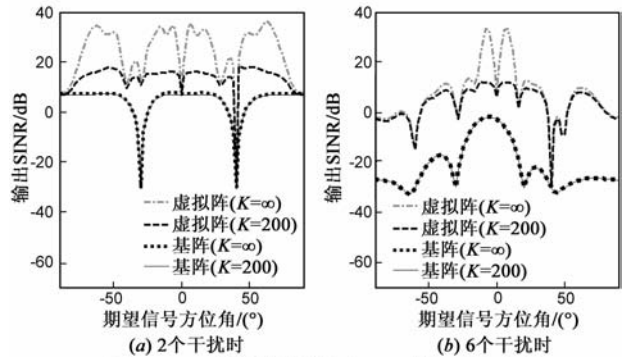 40
20
0
-20
-40
-60
输出SINR/dB
虚拟阵(K=∞)
虚拟阵(K=200)
基阵(K=∞)
基阵(K=200)
-50 0 50
期望信号方位角/(°)
(a) 2个干扰时
40
20
0
-20
-40
-60
输出SINR/dB
虚拟阵(K=∞)
虚拟阵(K=200)
基阵(K=∞)
基阵(K=200)
-50 0 50
期望信号方位角/(°)
(b) 6个干扰时